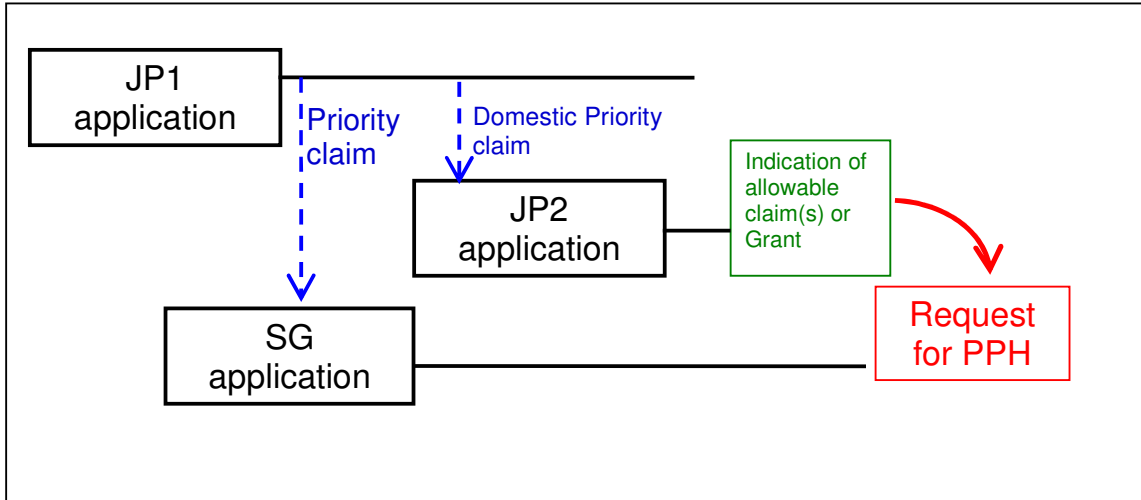 JP1
application
Priority
claim
Domestic Priority
claim
JP2
application
Indication of
allowable
claim(s) or
Grant
SG
application
Request
for PPH